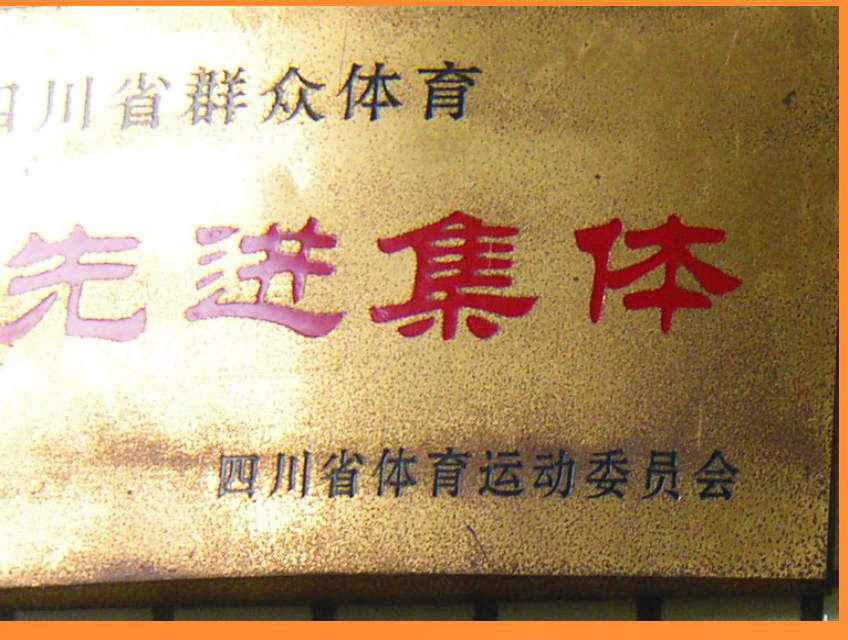 四川省群众体育
先进集体
四川省体育运动委员会